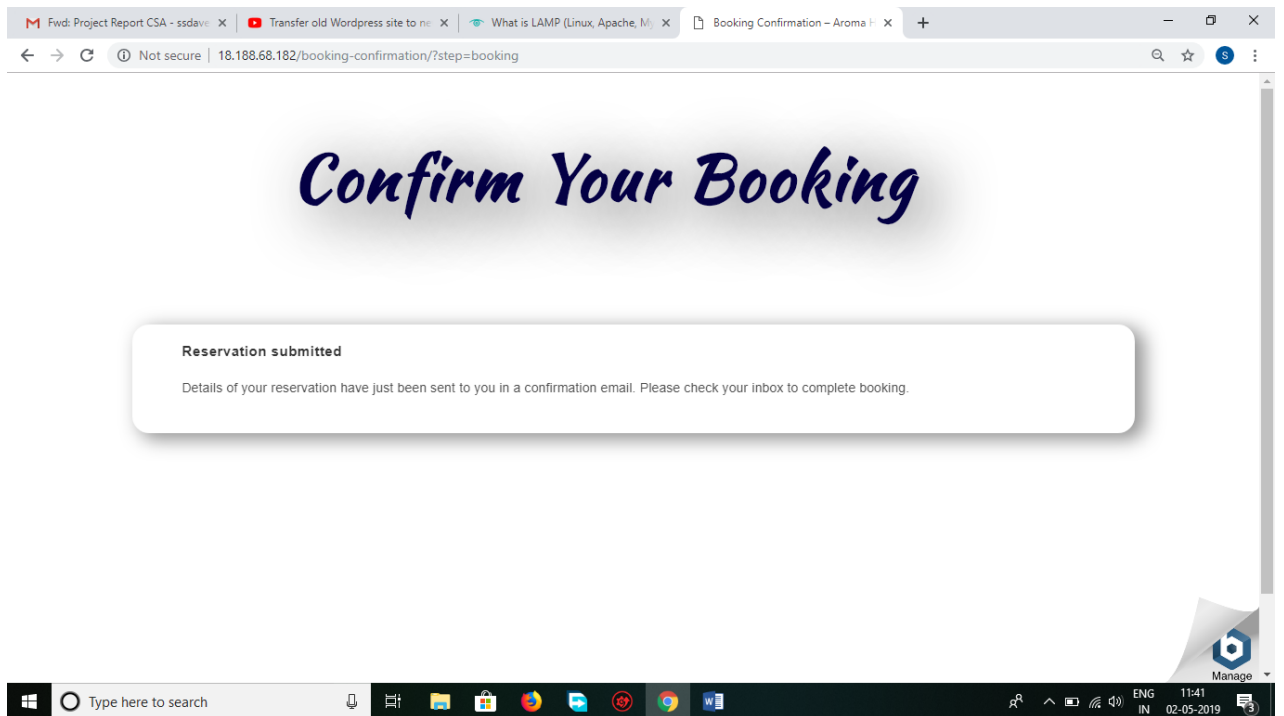 Fwd: Project Report CSA - ssdave
Transfer old Wordpress site to ne
What is LAMP (Linux, Apache, My
Booking Confirmation – Aroma H
Not secure | 18.188.68.182/booking-confirmation/?step=booking
S
Confirm Your Booking
Reservation submitted
Details of your reservation have just been sent to you in a confirmation email. Please check your inbox to complete booking.
Manage
Type here to search
ENG
IN
11:41
02-05-2019
3